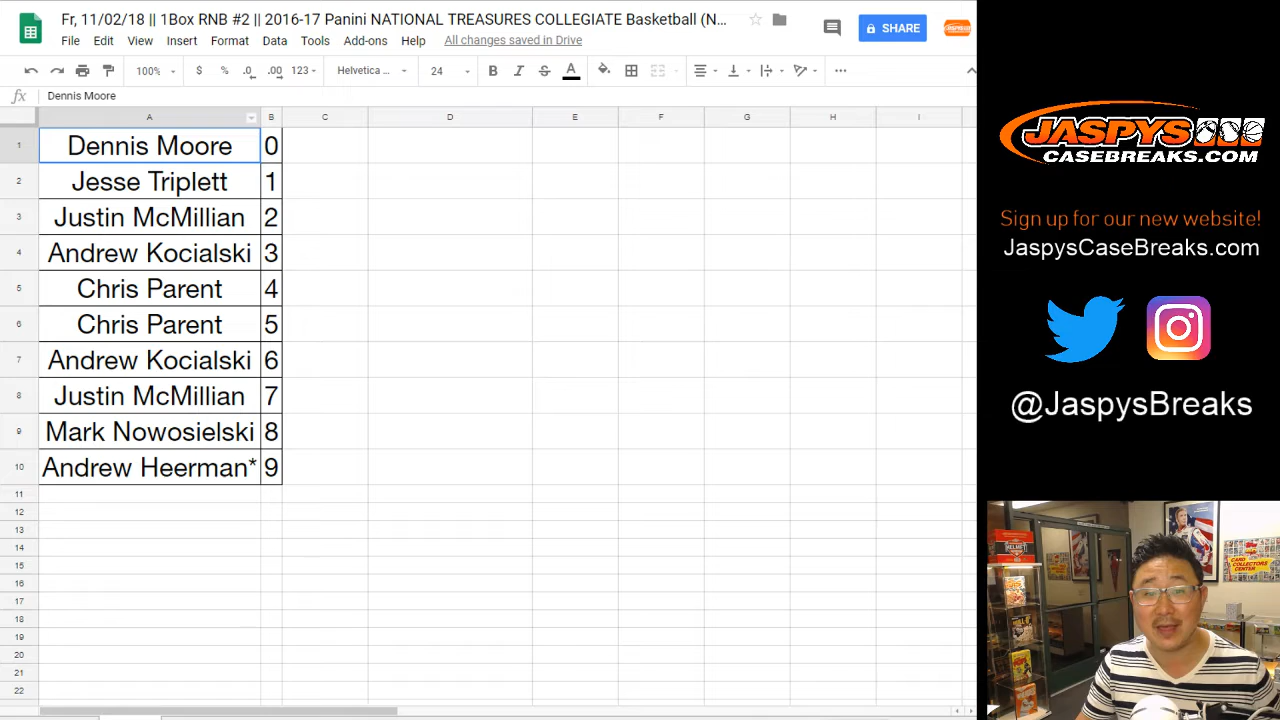 Fr, 11/02/18 || 1Box RNB #2 || 2016-17 Panini NATIONAL TREASURES COLLEGIATE Basketball (N...
File Edit View Insert Format Data Tools Add-ons Help All changes saved in Drive
SHARE
100% $ % .0 .00 123 Helvetica ... 24 B I S A
fx Dennis Moore
A B C D E F G H I
1 Dennis Moore 0
2 Jesse Triplett 1
3 Justin McMillian 2
4 Andrew Kocialski 3
5 Chris Parent 4
6 Chris Parent 5
7 Andrew Kocialski 6
8 Justin McMillian 7
9 Mark Nowosielski 8
10 Andrew Heerman* 9
11
12
13
14
15
16
17
18
19
20
21
22
JASPYS
CASEBREAKS.COM
Sign up for our new website!
JaspysCaseBreaks.com
@JaspysBreaks